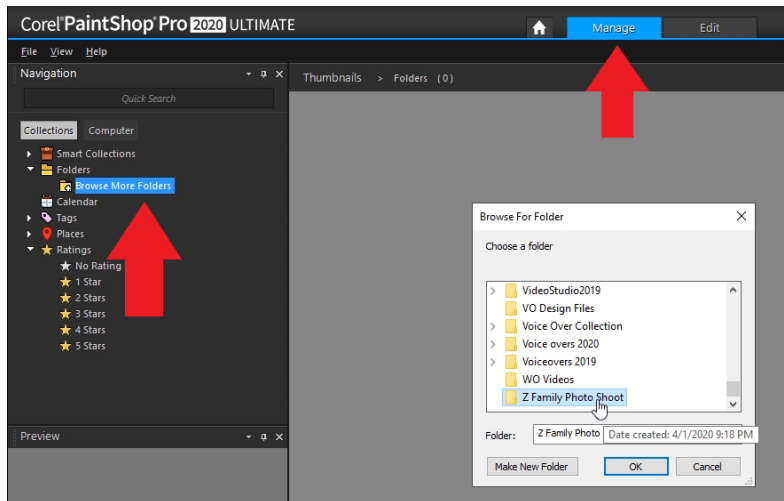 Corel® PaintShop® Pro 2020 ULTIMATE
Manage
Edit
File View Help
Navigation
Thumbnails > Folders (0)
Quick Search
Collections Computer
Smart Collections
Folders
Browse More Folders
Calendar
Tags
Places
Ratings
No Rating
1 Star
2 Stars
3 Stars
4 Stars
5 Stars
Preview
Browse For Folder
Choose a folder
VideoStudio2019
VO Design Files
Voice Over Collection
Voice overs 2020
Voiceovers 2019
WO Videos
Z Family Photo Shoot
Folder: Z Family Photo
Date created: 4/1/2020 9:18 PM
Make New Folder OK Cancel